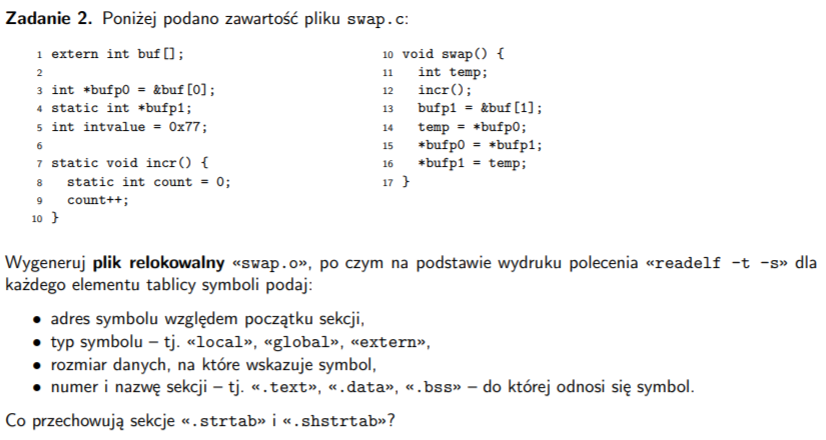 Zadanie 2. Poniżej podano zawartość pliku swap.c:
1 extern int buf[];
2
3 int *bufp0 = &buf[0];
4 static int *bufp1;
5 int intvalue = 0x77;
6
7 static void incr() {
8   static int count = 0;
9   count++;
10 }
10 void swap() {
11   int temp;
12   incr();
13   bufp1 = &buf[1];
14   temp = *bufp0;
15   *bufp0 = *bufp1;
16   *bufp1 = temp;
17 }
Wygeneruj plik relokowalny «swap.o», po czym na podstawie wydruku polecenia «readelf -t -s» dla
każdego elementu tablicy symboli podaj:
• adres symbolu względem początku sekcji,
• typ symbolu – tj. «local», «global», «extern»,
• rozmiar danych, na które wskazuje symbol,
• numer i nazwę sekcji – tj. «.text», «.data», «.bss» – do której odnosi się symbol.
Co przechowują sekcje «.strtab» i «.shstrtab»?